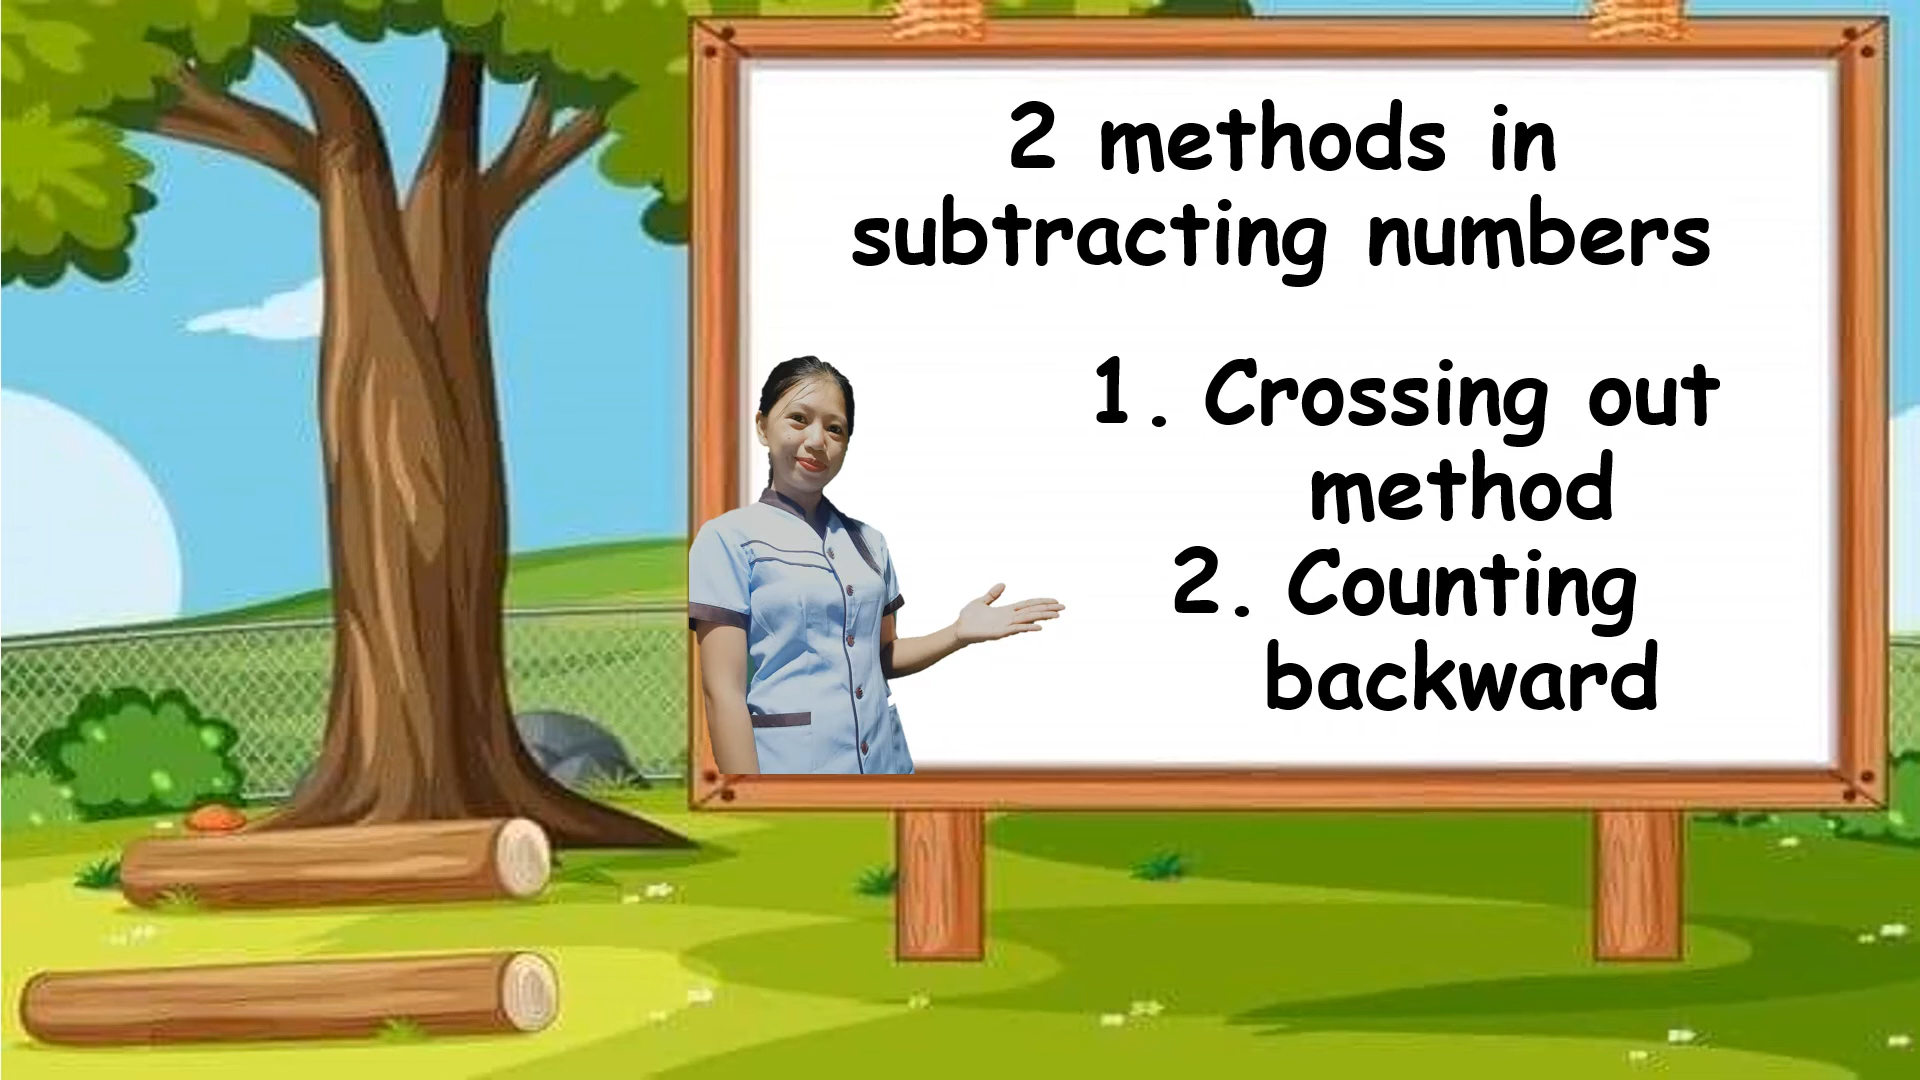 2 methods in
subtracting numbers
1. Crossing out
method
2. Counting
backward